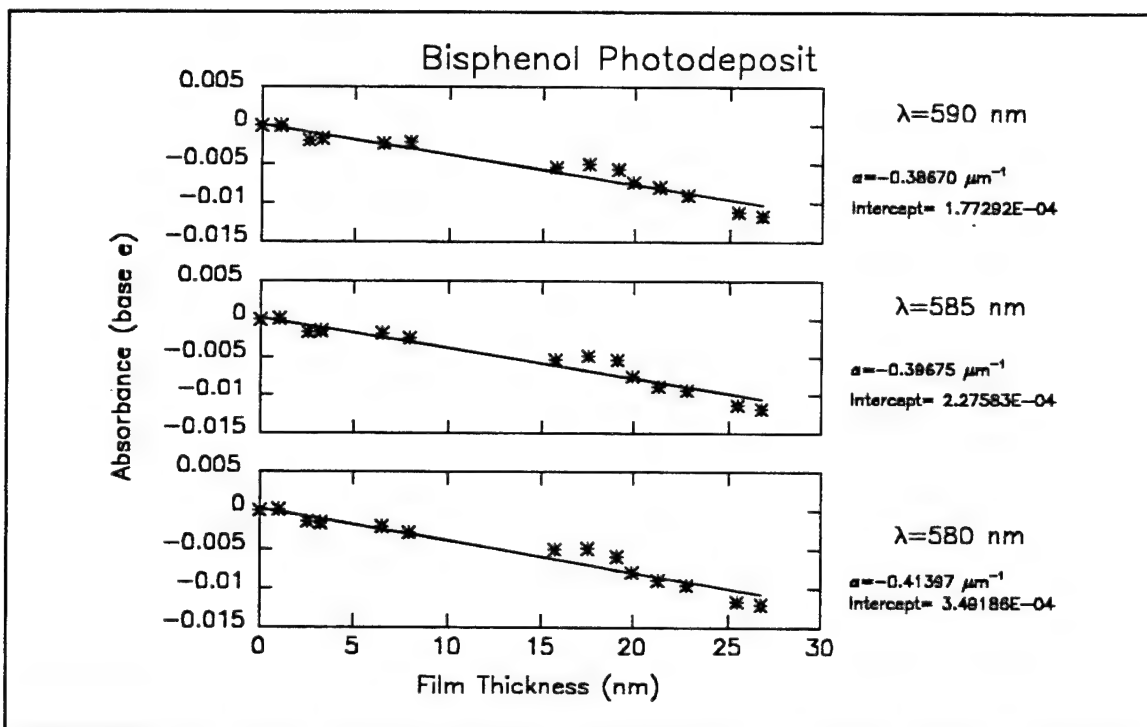 Bisphenol Photodeposit
Absorbance (base e)
0.005
0
−0.005
−0.01
−0.015
λ=590 nm
α=−0.38670 μm⁻¹
Intercept= 1.77292E−04
0.005
0
−0.005
−0.01
−0.015
λ=585 nm
α=−0.39675 μm⁻¹
Intercept= 2.27583E−04
0.005
0
−0.005
−0.01
−0.015
λ=580 nm
α=−0.41397 μm⁻¹
Intercept= 3.49186E−04
0 5 10 15 20 25 30
Film Thickness (nm)